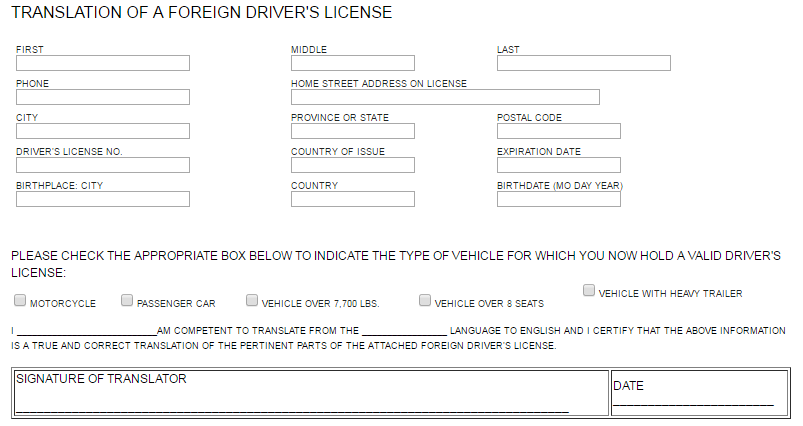 TRANSLATION OF A FOREIGN DRIVER'S LICENSE
FIRST MIDDLE LAST
PHONE HOME STREET ADDRESS ON LICENSE
CITY PROVINCE OR STATE POSTAL CODE
DRIVER'S LICENSE NO. COUNTRY OF ISSUE EXPIRATION DATE
BIRTHPLACE: CITY COUNTRY BIRTHDATE (MO DAY YEAR)
PLEASE CHECK THE APPROPRIATE BOX BELOW TO INDICATE THE TYPE OF VEHICLE FOR WHICH YOU NOW HOLD A VALID DRIVER'S
LICENSE:
MOTORCYCLE PASSENGER CAR VEHICLE OVER 7,700 LBS. VEHICLE OVER 8 SEATS VEHICLE WITH HEAVY TRAILER
I ________________________AM COMPETENT TO TRANSLATE FROM THE _______________ LANGUAGE TO ENGLISH AND I CERTIFY THAT THE ABOVE INFORMATION
IS A TRUE AND CORRECT TRANSLATION OF THE PERTINENT PARTS OF THE ATTACHED FOREIGN DRIVER'S LICENSE.
SIGNATURE OF TRANSLATOR DATE